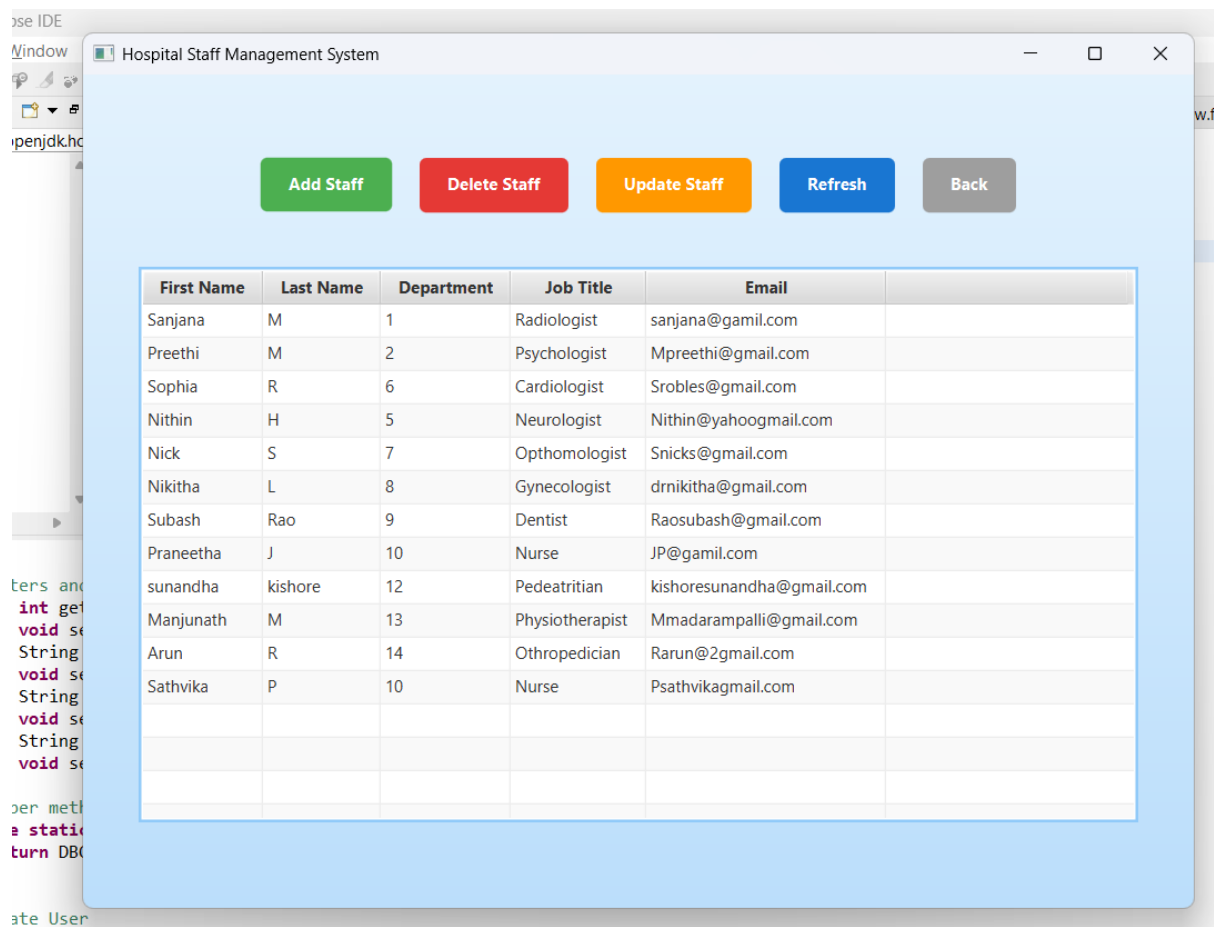 ose IDE
Window
Hospital Staff Management System
openjdk.ho
w.f
Add Staff Delete Staff Update Staff Refresh Back
First Name Last Name Department Job Title Email
Sanjana M 1 Radiologist sanjana@gamil.com
Preethi M 2 Psychologist Mpreethi@gmail.com
Sophia R 6 Cardiologist Srobles@gmail.com
Nithin H 5 Neurologist Nithin@yahoogmail.com
Nick S 7 Opthomologist Snicks@gmail.com
Nikitha L 8 Gynecologist drnikitha@gmail.com
Subash Rao 9 Dentist Raosubash@gmail.com
Praneetha J 10 Nurse JP@gamil.com
sunandha kishore 12 Pedeatritian kishoresunandha@gmail.com
Manjunath M 13 Physiotherapist Mmadarampalli@gmail.com
Arun R 14 Othropedician Rarun@2gmail.com
Sathvika P 10 Nurse Psathvikagmail.com
ters and
int get
void se
String
void se
String
void se
String
void se
per meth
e static
turn DBC
ate User